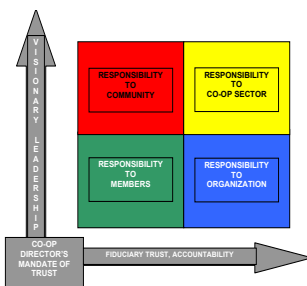 VISIONARY LEADERSHIP
RESPONSIBILITY
TO
COMMUNITY
RESPONSIBILITY
TO
CO-OP SECTOR
RESPONSIBILITY
TO
MEMBERS
RESPONSIBILITY
TO
ORGANIZATION
CO-OP
DIRECTOR'S
MANDATE OF
TRUST
FIDUCIARY TRUST, ACCOUNTABILITY